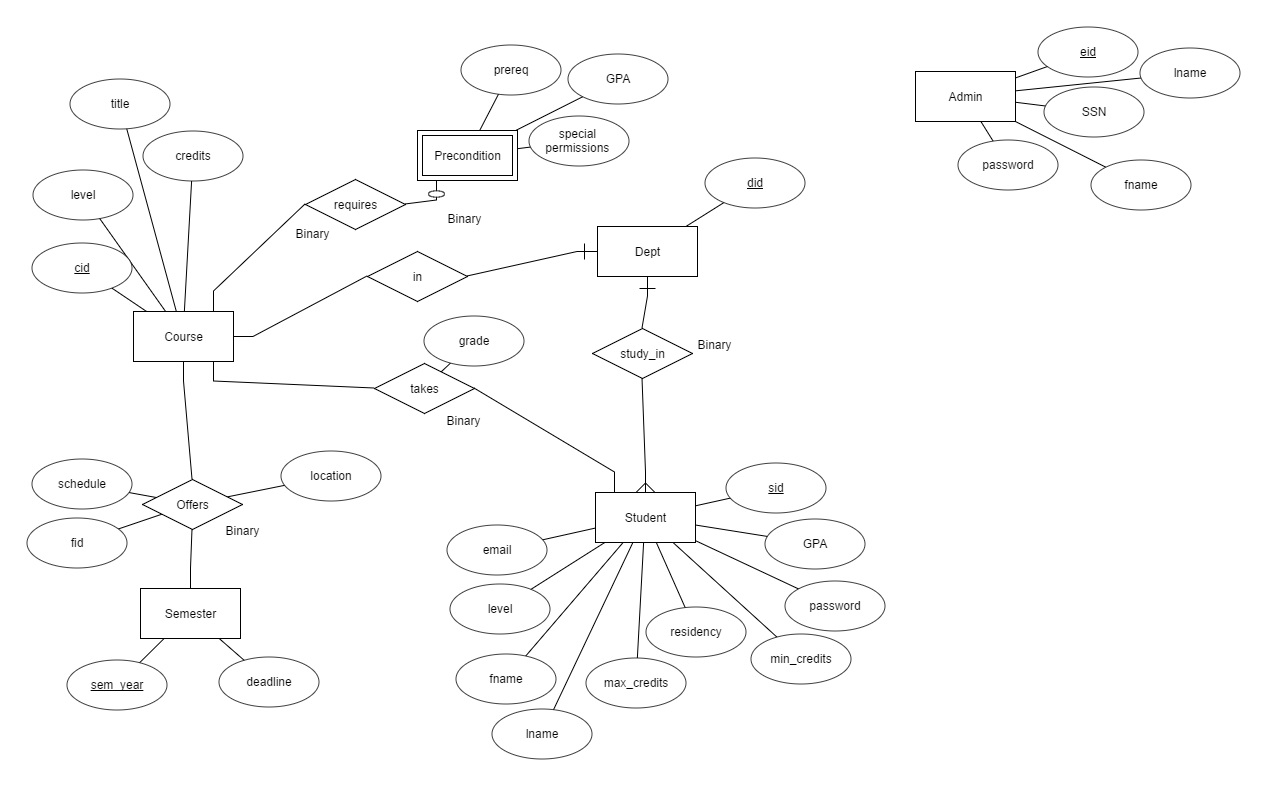 eid
lname
Admin
SSN
password
fname
prereq
GPA
special
permissions
Precondition
title
credits
level
cid
requires
Binary
Binary
did
Dept
in
Course
grade
study_in
Binary
takes
Binary
schedule
location
Offers
fid
Binary
sid
Student
GPA
email
level
password
residency
min_credits
fname
max_credits
lname
Semester
sem_year
deadline